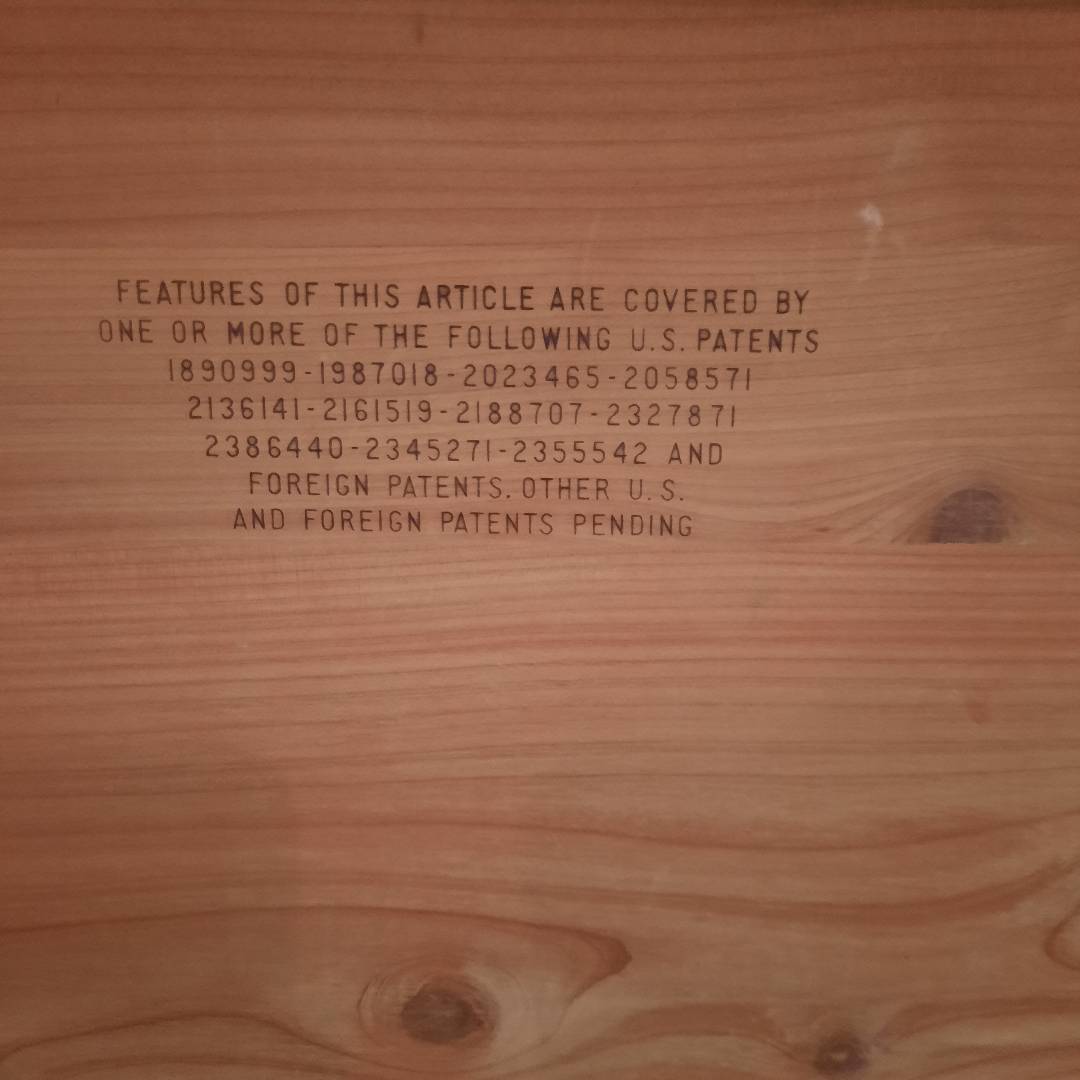 FEATURES OF THIS ARTICLE ARE COVERED BY
ONE OR MORE OF THE FOLLOWING U.S. PATENTS
1890999-1987018-2023465-2058571
2136141-2161519-2188707-2327871
2386440-2345271-2355542 AND
FOREIGN PATENTS. OTHER U.S.
AND FOREIGN PATENTS PENDING